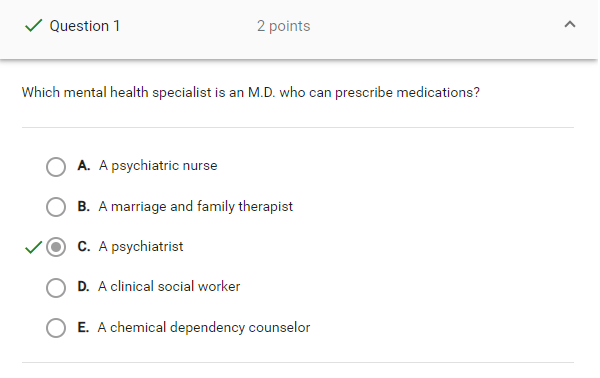 Question 1 2 points
Which mental health specialist is an M.D. who can prescribe medications?
A. A psychiatric nurse
B. A marriage and family therapist
C. A psychiatrist
D. A clinical social worker
E. A chemical dependency counselor